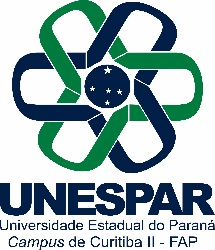 UNESPAR
Universidade Estadual do Paraná
Campus de Curitiba II - FAP